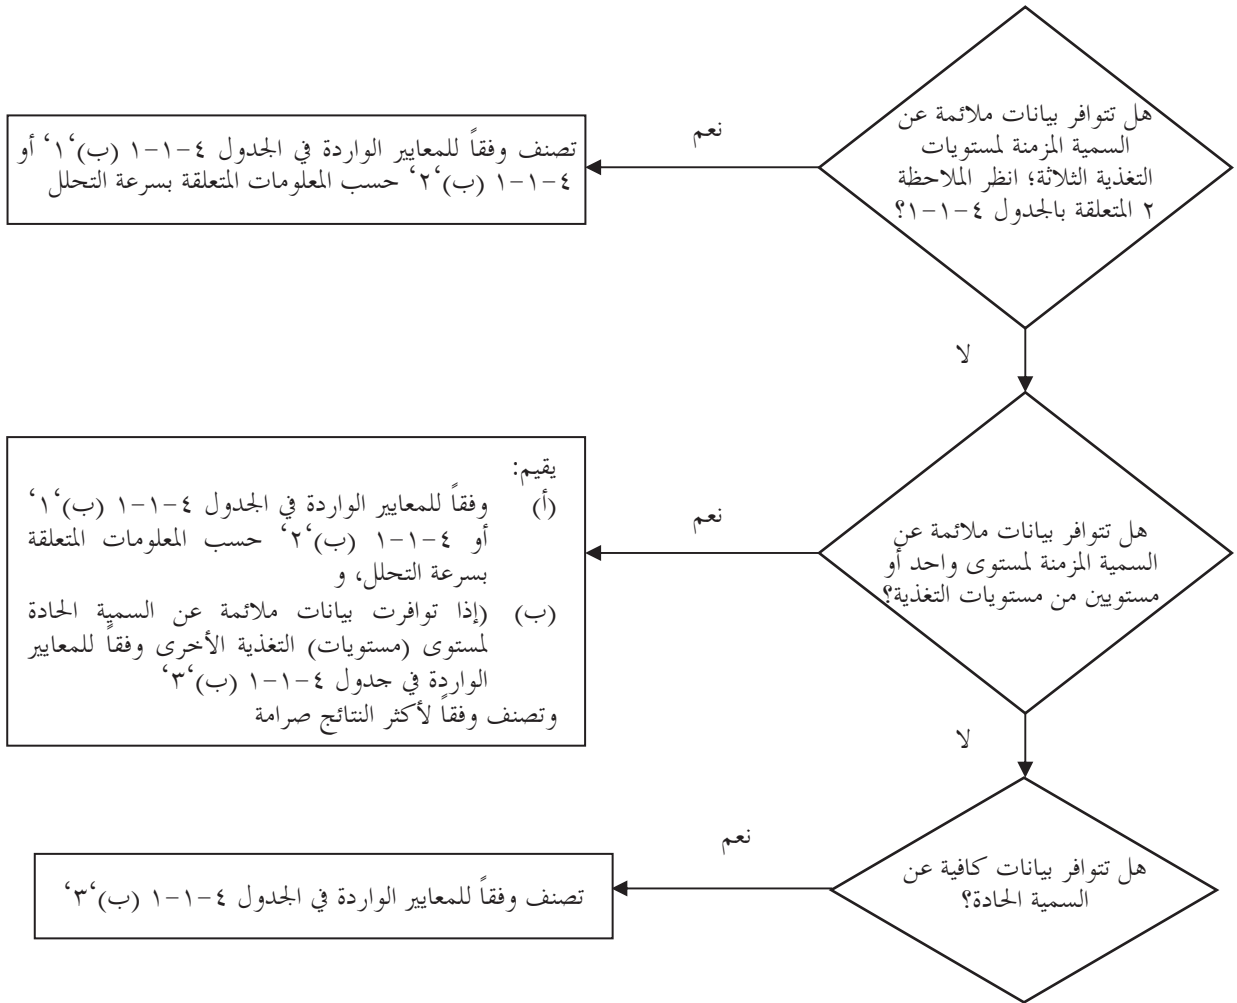 هل تتوافر بيانات ملائمة عن
السمية المزمنة لمستويات
التغذية الثلاثة؛ انظر الملاحظة
٢ المتعلقة بالجدول ٤-١-١؟
نعم
تصنف وفقاً للمعايير الواردة في الجدول ٤-١-١ (ب)‘١‘ أو
٤-١-١ (ب)‘٢‘ حسب المعلومات المتعلقة بسرعة التحلل
لا
هل تتوافر بيانات ملائمة عن
السمية المزمنة لمستوى واحد أو
مستويين من مستويات التغذية؟
نعم
يقيم:
(أ) وفقاً للمعايير الواردة في الجدول ٤-١-١ (ب)‘١‘
أو ٤-١-١ (ب)‘٢‘ حسب المعلومات المتعلقة
بسرعة التحلل، و
(ب) (إذا توافرت بيانات ملائمة عن السمية الحادة
لمستوى (مستويات) التغذية الأخرى وفقاً للمعايير
الواردة في جدول ٤-١-١ (ب)‘٣‘
وتصنف وفقاً لأكثر النتائج صرامة
لا
هل تتوافر بيانات كافية عن
السمية الحادة؟
نعم
تصنف وفقاً للمعايير الواردة في الجدول ٤-١-١ (ب)‘٣‘